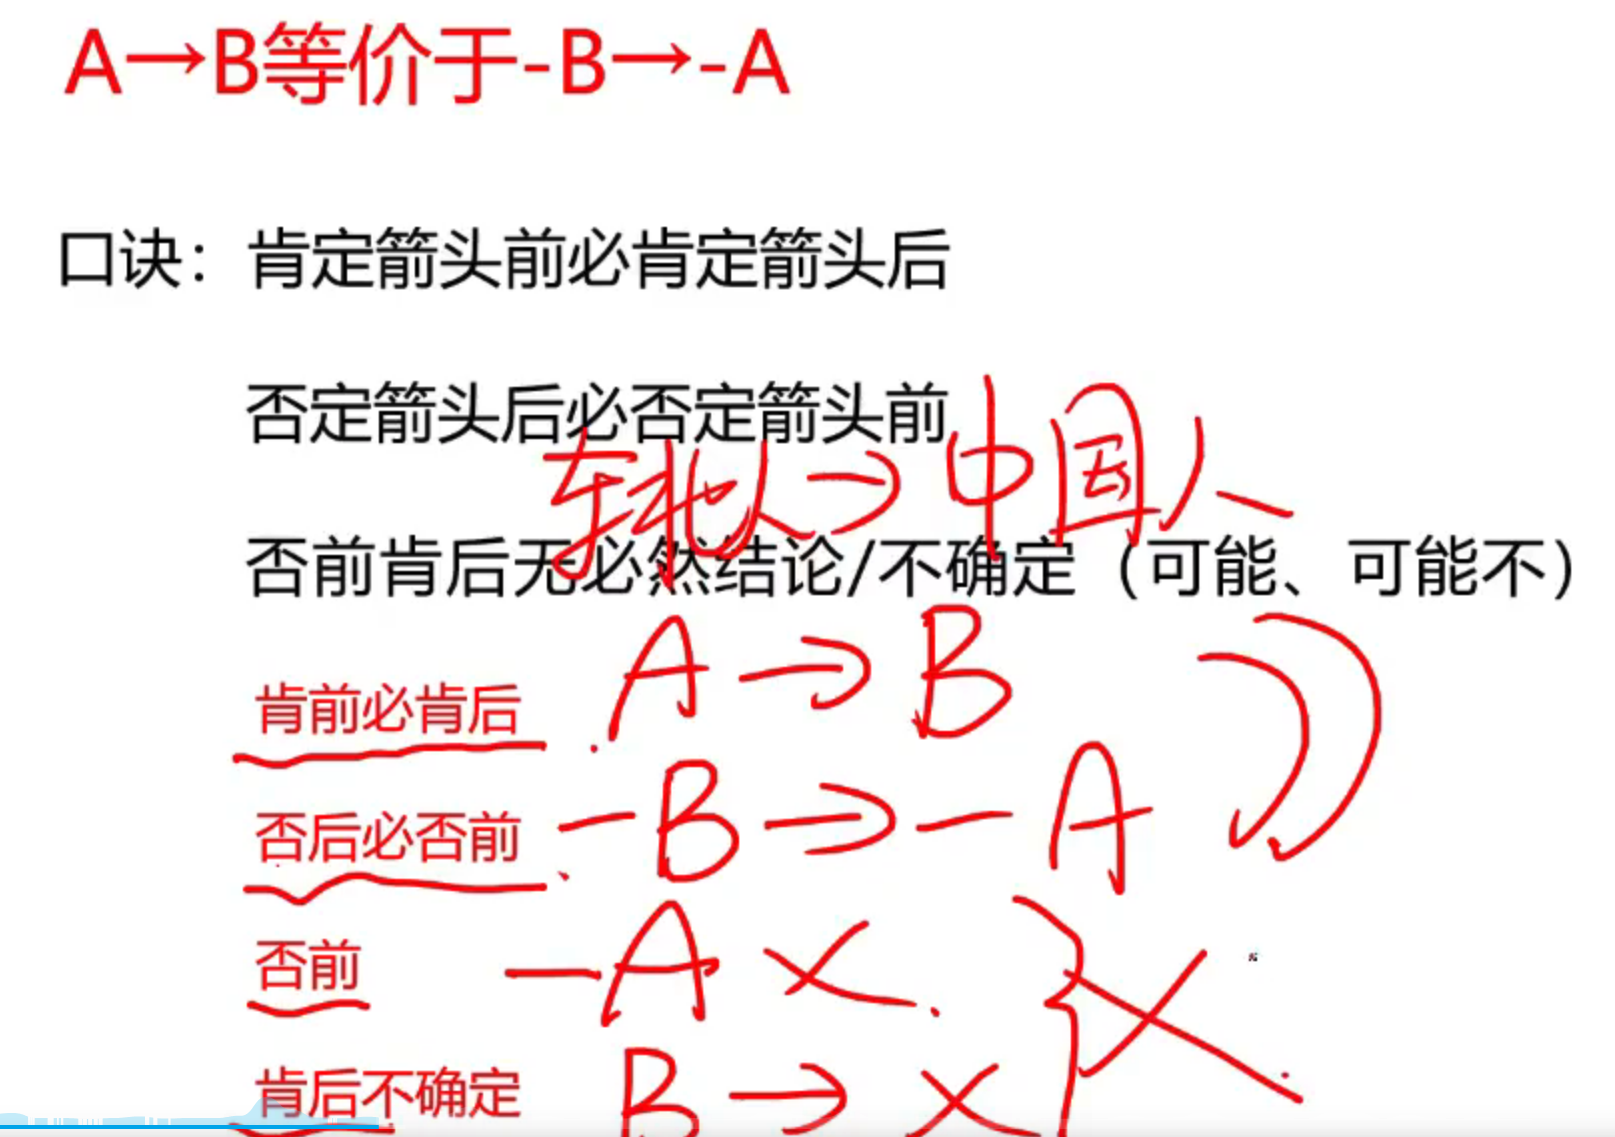 A→B等价于-B→-A
口诀：肯定箭头前必肯定箭头后
否定箭头后必否定箭头前
东北人→中国人
否前肯后无必然结论/不确定（可能、可能不）
肯前必肯后 A→B
否后必否前 -B→-A
否前 -A ×
肯后不确定 B→×